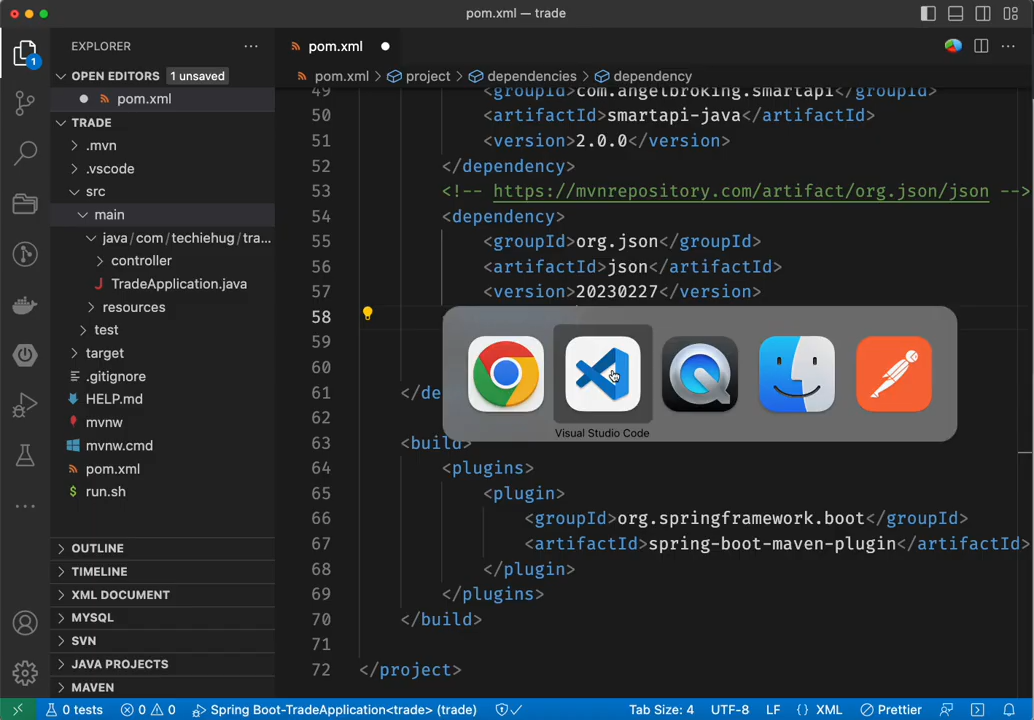 pom.xml — trade
EXPLORER
OPEN EDITORS 1 unsaved
pom.xml
TRADE
.mvn
.vscode
src
main
java/com/techiehug/tra...
controller
TradeApplication.java
resources
test
target
.gitignore
HELP.md
mvnw
mvnw.cmd
pom.xml
run.sh
OUTLINE
TIMELINE
XML DOCUMENT
MYSQL
SVN
JAVA PROJECTS
MAVEN
1
pom.xml
pom.xml > project > dependencies > dependency
49 <groupId>com.angelbroking.smartapi</groupId>
50 <artifactId>smartapi-java</artifactId>
51 <version>2.0.0</version>
52 </dependency>
53 <!-- https://mvnrepository.com/artifact/org.json/json -->
54 <dependency>
55 <groupId>org.json</groupId>
56 <artifactId>json</artifactId>
57 <version>20230227</version>
58
59
60
61 </de
62
63 <build>
64 <plugins>
65 <plugin>
66 <groupId>org.springframework.boot</groupId>
67 <artifactId>spring-boot-maven-plugin</artifactId>
68 </plugin>
69 </plugins>
70 </build>
71
72 </project>
Visual Studio Code
0 tests 0 0 Spring Boot-TradeApplication<trade> (trade) Tab Size: 4 UTF-8 LF {} XML Prettier